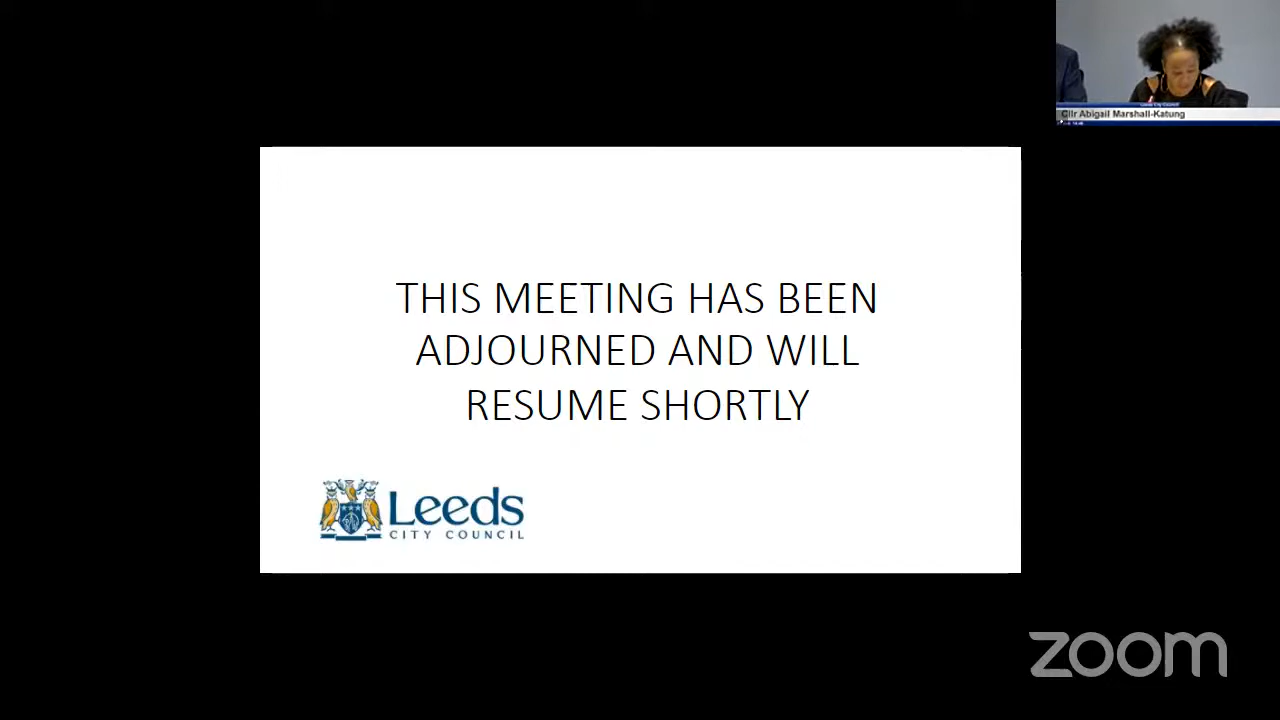 Cllr Abigail Marshall-Katung
THIS MEETING HAS BEEN
ADJOURNED AND WILL
RESUME SHORTLY
Leeds
CITY COUNCIL
zoom